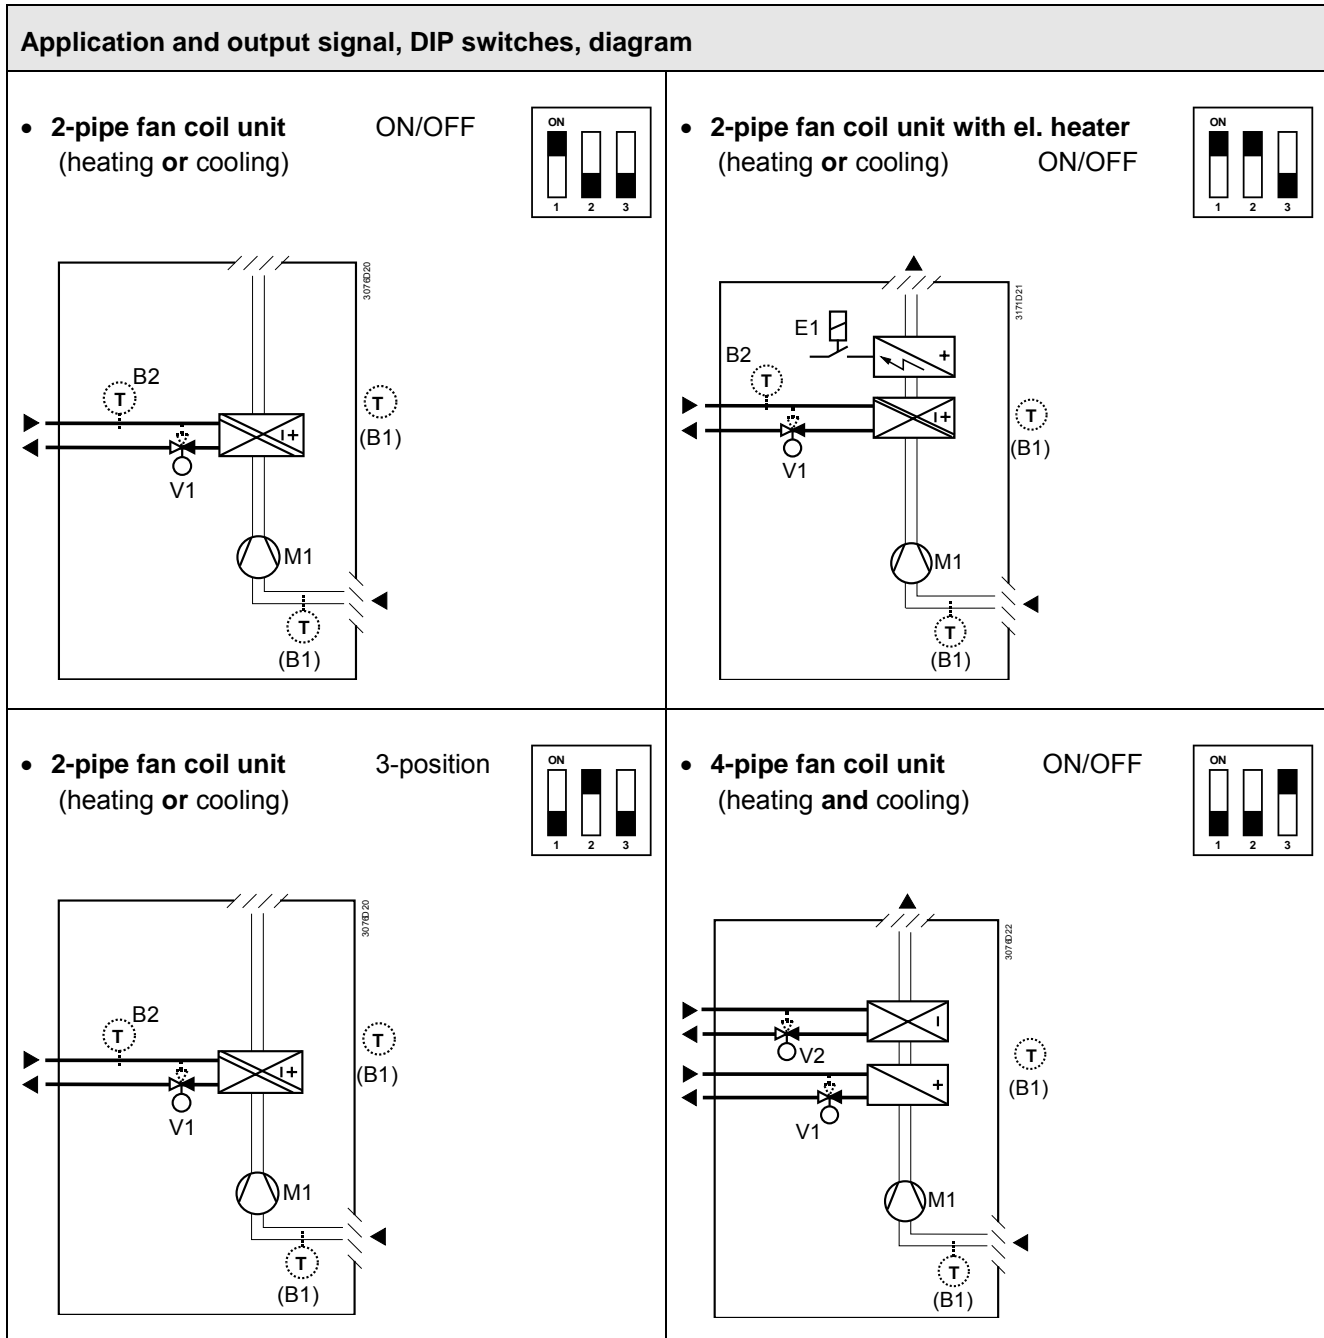 Application and output signal, DIP switches, diagram
• 2-pipe fan coil unit ON/OFF
(heating or cooling)
ON
1 2 3
3076D20
B2
T
T
(B1)
I+
V1
M1
T
(B1)
• 2-pipe fan coil unit with el. heater
(heating or cooling) ON/OFF
ON
1 2 3
3171D21
E1
+
B2
T
T
(B1)
I+
V1
M1
T
(B1)
• 2-pipe fan coil unit 3-position
(heating or cooling)
ON
1 2 3
3076D20
B2
T
T
(B1)
I+
V1
M1
T
(B1)
• 4-pipe fan coil unit ON/OFF
(heating and cooling)
ON
1 2 3
3076D22
I
V2
T
(B1)
+
V1
M1
T
(B1)